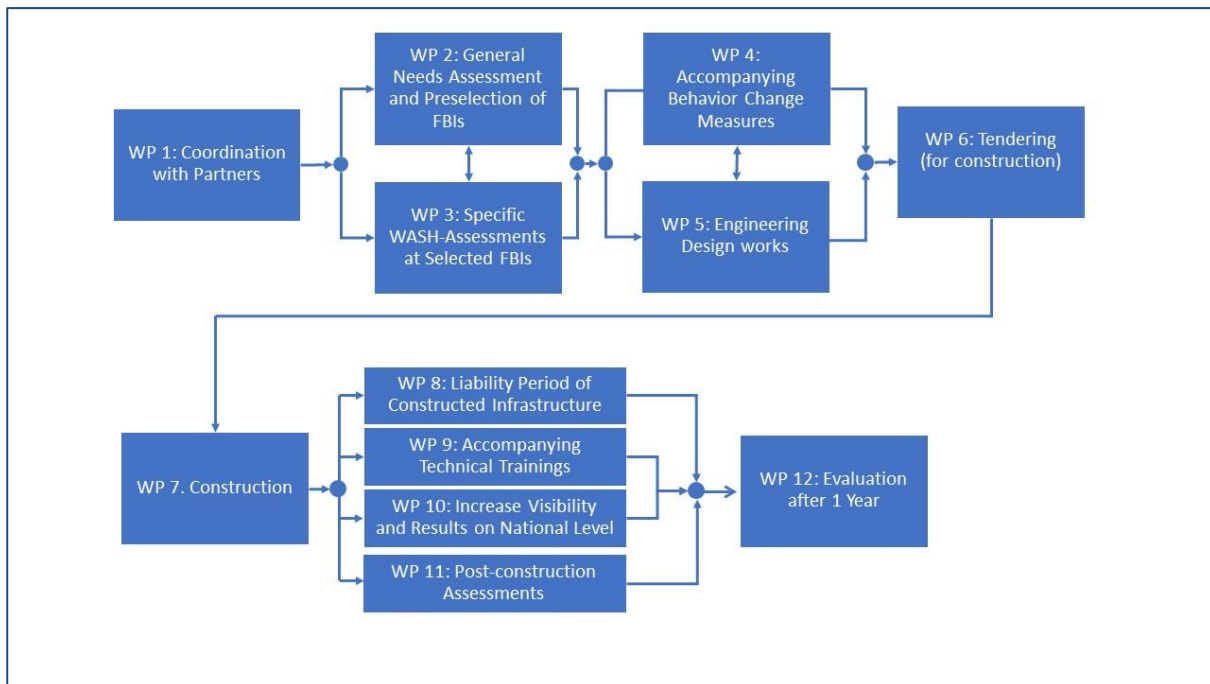 WP 1: Coordination
with Partners
WP 2: General
Needs Assessment
and Preselection of
FBIs
WP 3: Specific
WASH-Assessments
at Selected FBIs
WP 4:
Accompanying
Behavior Change
Measures
WP 5: Engineering
Design works
WP 6: Tendering
(for construction)
WP 7. Construction
WP 8: Liability Period of
Constructed Infrastructure
WP 9: Accompanying
Technical Trainings
WP 10: Increase Visibility
and Results on National Level
WP 11: Post-construction
Assessments
WP 12: Evaluation
after 1 Year